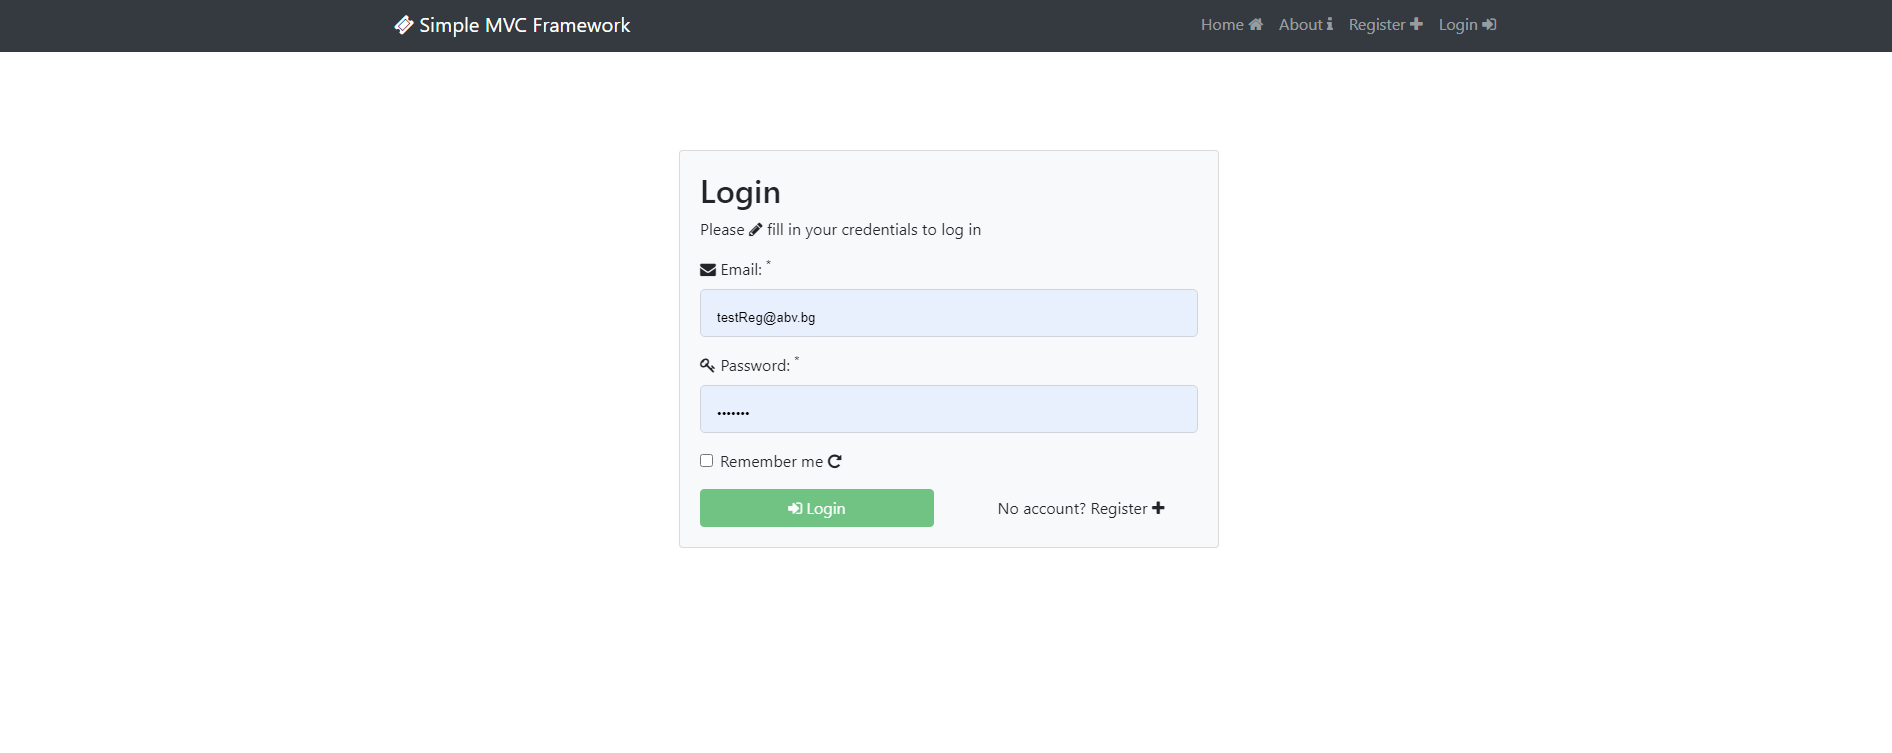 Simple MVC Framework
Home About Register Login
Login
Please fill in your credentials to log in
Email: *
testReg@abv.bg
Password: *
•••••••
Remember me
Login
No account? Register